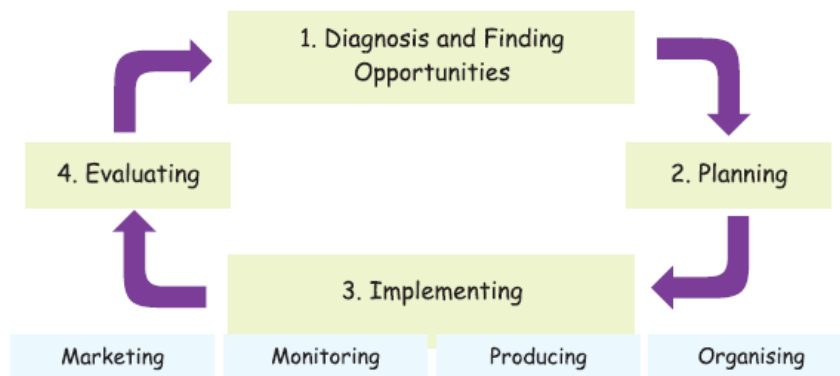 1. Diagnosis and Finding
Opportunities
4. Evaluating
2. Planning
3. Implementing
Marketing
Monitoring
Producing
Organising